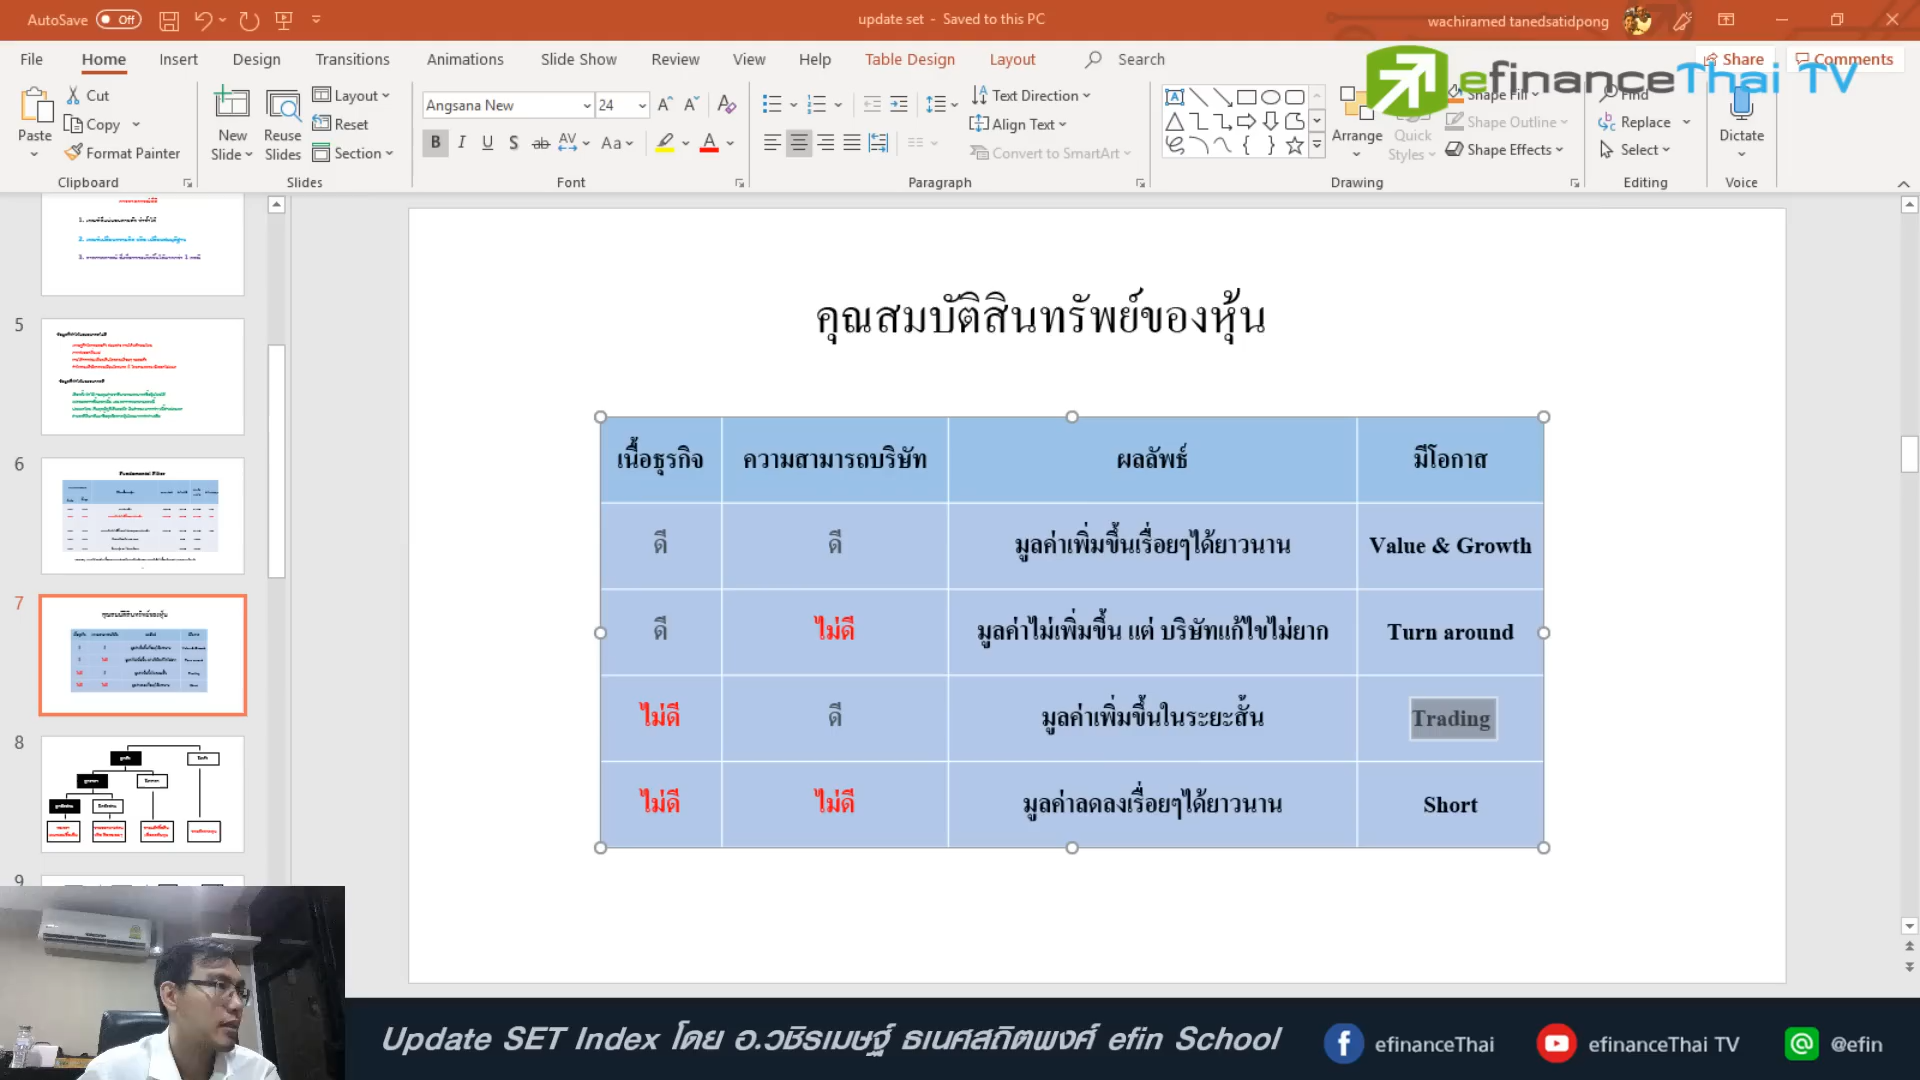 AutoSave Off
update set - Saved to this PC
wachiramed tanedsatidpong
File Home Insert Design Transitions Animations Slide Show Review View Help Table Design Layout Search
Share Comments
efinanceThai TV
Paste
Cut
Copy
Format Painter
Clipboard
New Slide
Reuse Slides
Layout
Reset
Section
Slides
Angsana New 24
B I U S ab AV Aa A
Font
Text Direction
Align Text
Convert to SmartArt
Paragraph
Arrange
Quick Styles
Shape Fill
Shape Outline
Shape Effects
Drawing
Find
Replace
Select
Editing
Dictate
Voice
5
6
Fundamental Filter
7
8
9
คุณสมบัติสินทรัพย์ของหุ้น
เนื้อธุรกิจ ความสามารถบริษัท ผลลัพธ์ มีโอกาส
ดี ดี มูลค่าเพิ่มขึ้นเรื่อยๆได้ยาวนาน Value & Growth
ดี ไม่ดี มูลค่าไม่เพิ่มขึ้น แต่ บริษัทแก้ไขไม่ยาก Turn around
ไม่ดี ดี มูลค่าเพิ่มขึ้นในระยะสั้น Trading
ไม่ดี ไม่ดี มูลค่าลดลงเรื่อยๆได้ยาวนาน Short
Update SET Index โดย อ.วชิรเมษฐ์ ธเนศสถิตพงศ์ efin School
efinanceThai
efinanceThai TV
@efin